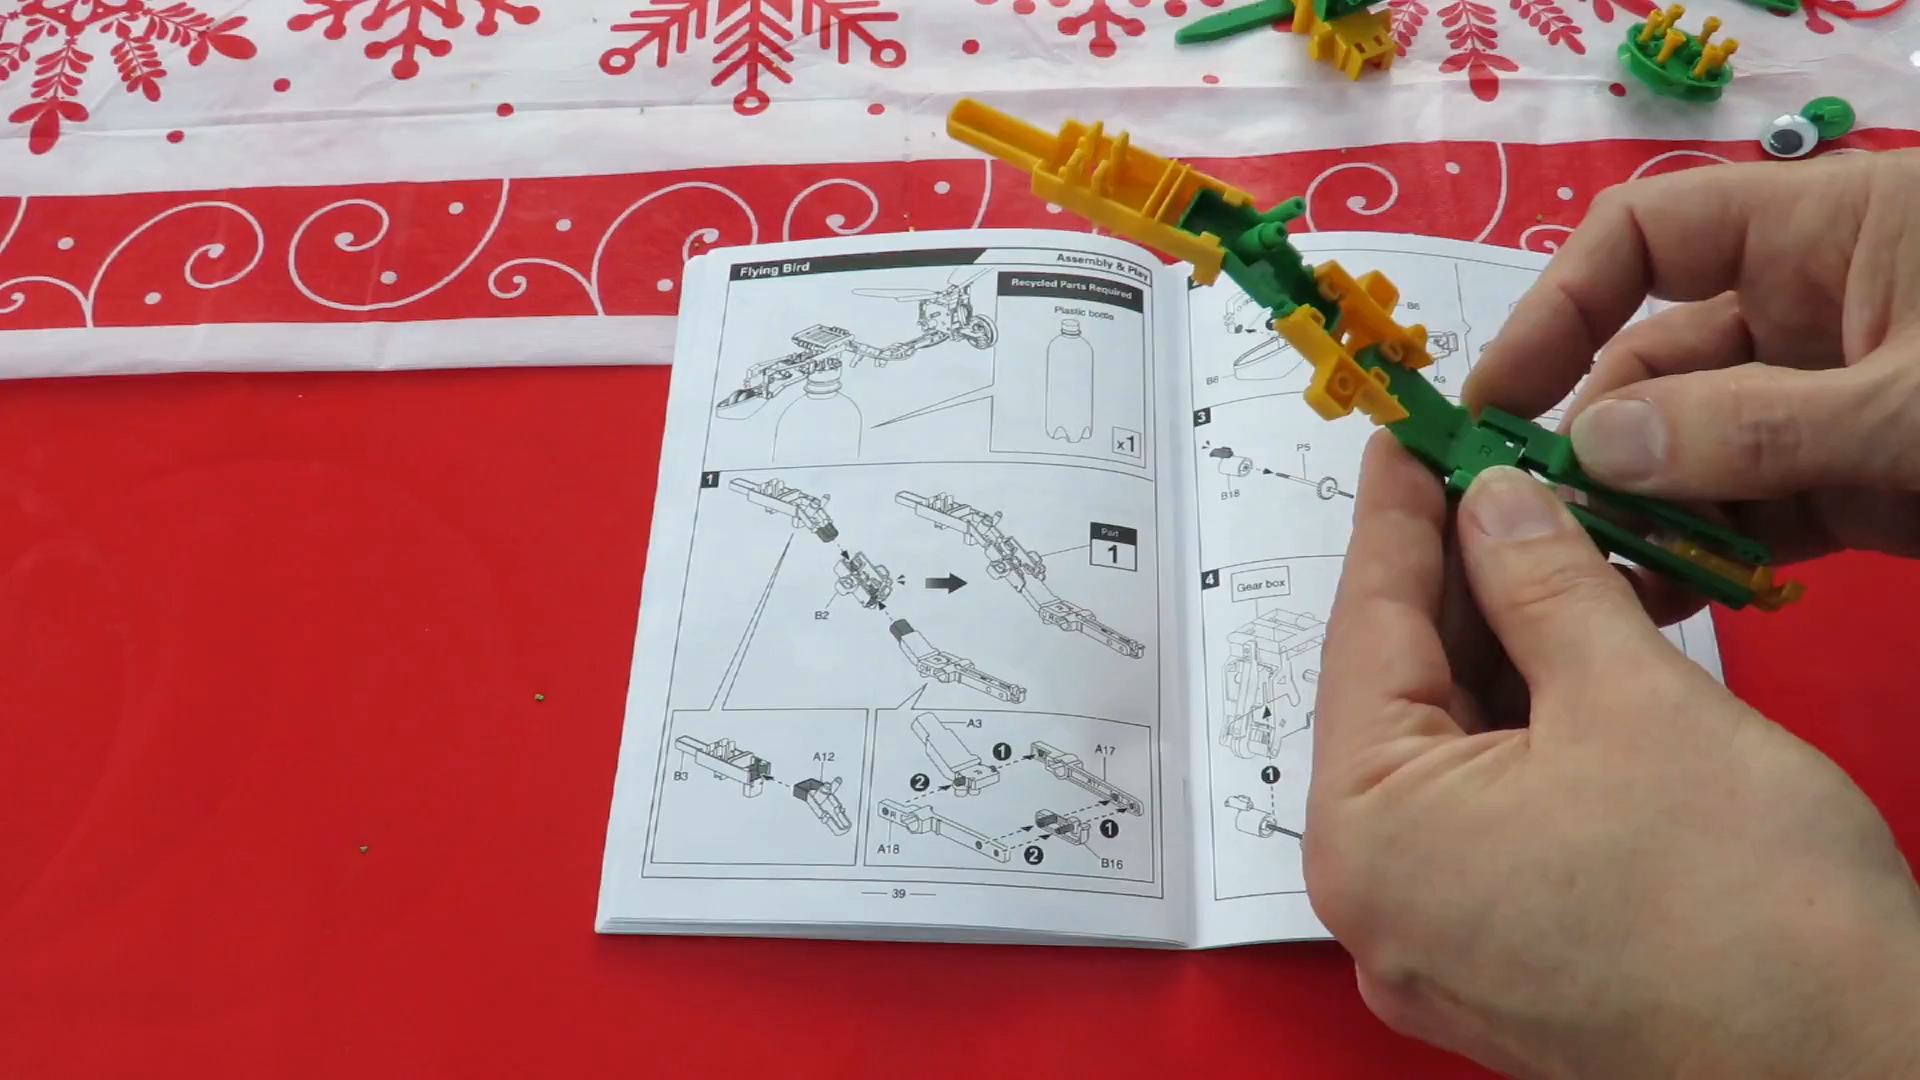 Flying Bird
Assembly & Play
Recycled Parts Required
Plastic bottle
x1
1
Part
1
B2
B3
A12
A3
1
A17
2
A18
R
1
2
B16
39
B6
B6
A9
3
P5
B18
4
Gear box
1
R